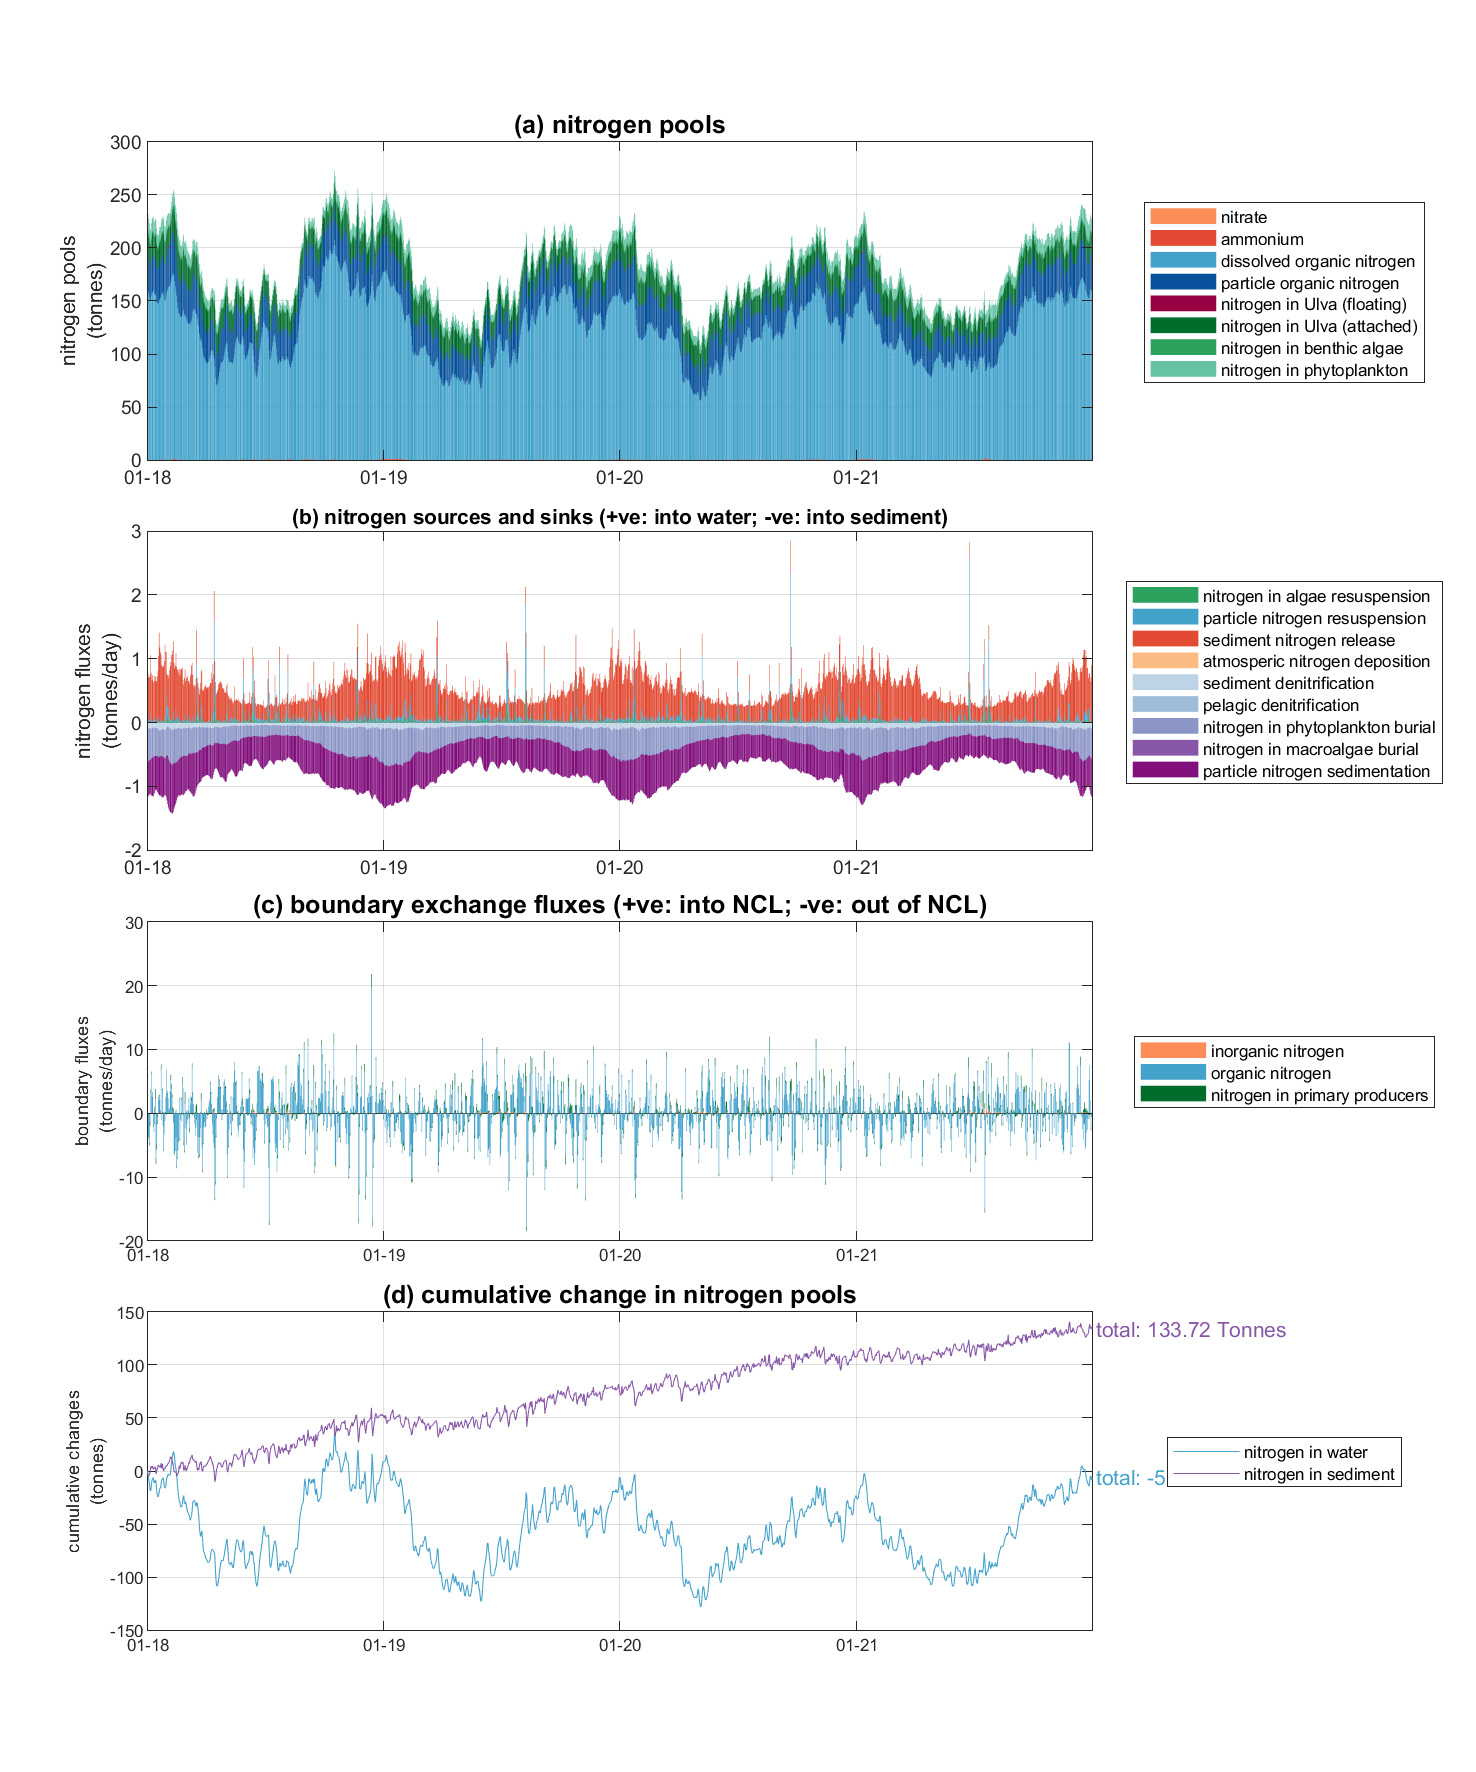 (a) nitrogen pools
300
250
200
150
100
50
0
nitrogen pools
(tonnes)
01-18
01-19
01-20
01-21
nitrate
ammonium
dissolved organic nitrogen
particle organic nitrogen
nitrogen in Ulva (floating)
nitrogen in Ulva (attached)
nitrogen in benthic algae
nitrogen in phytoplankton
(b) nitrogen sources and sinks (+ve: into water; -ve: into sediment)
3
2
1
0
-1
-2
nitrogen fluxes
(tonnes/day)
01-18
01-19
01-20
01-21
nitrogen in algae resuspension
particle nitrogen resuspension
sediment nitrogen release
atmosperic nitrogen deposition
sediment denitrification
pelagic denitrification
nitrogen in phytoplankton burial
nitrogen in macroalgae burial
particle nitrogen sedimentation
(c) boundary exchange fluxes (+ve: into NCL; -ve: out of NCL)
30
20
10
0
-10
-20
boundary fluxes
(tonnes/day)
01-18
01-19
01-20
01-21
inorganic nitrogen
organic nitrogen
nitrogen in primary producers
(d) cumulative change in nitrogen pools
150
100
50
0
-50
-100
-150
cumulative changes
(tonnes)
01-18
01-19
01-20
01-21
total: 133.72 Tonnes
total: -5
nitrogen in water
nitrogen in sediment